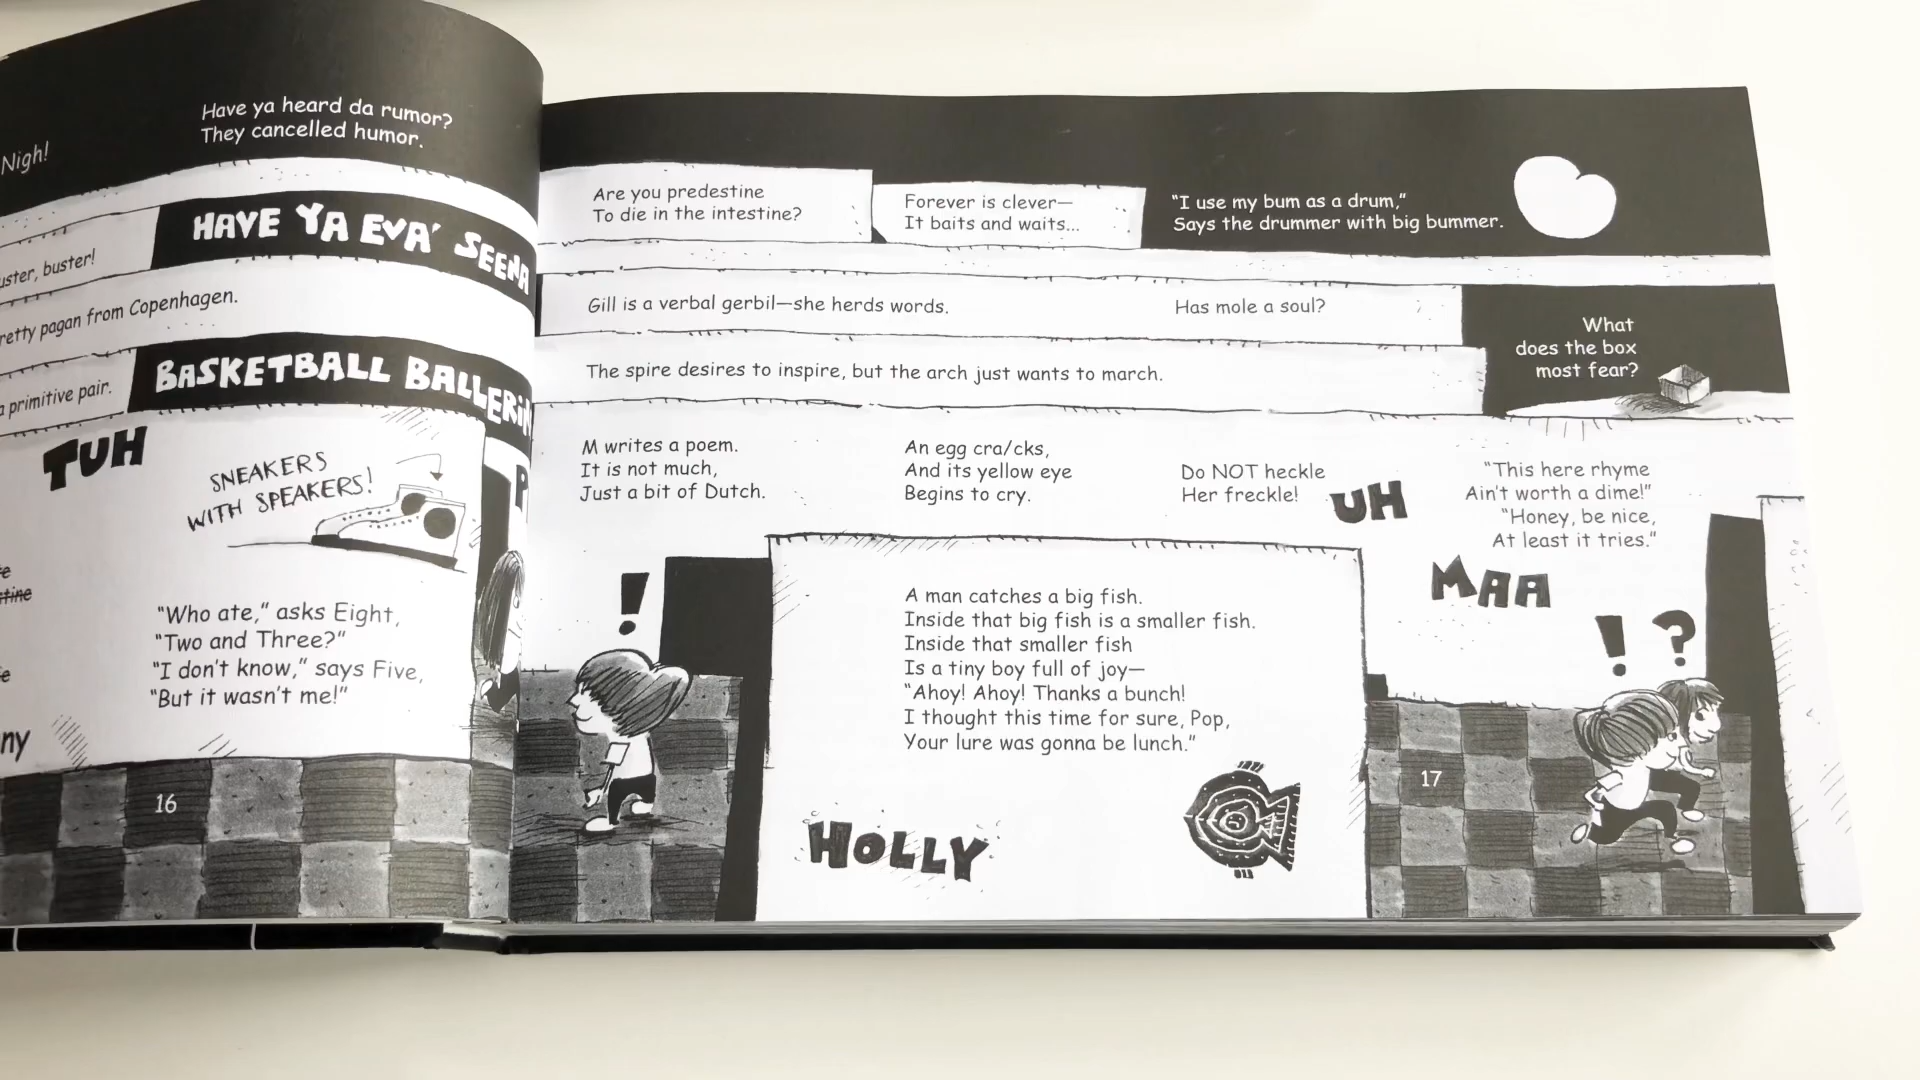 Have ya heard da rumor?
They cancelled humor.
Nigh!
HAVE YA EVA' SEENA
buster!
pagan from Copenhagen.
BASKETBALL
a primitive pair.
TUH
SNEAKERS
WITH SPEAKERS!
"Who ate," asks Eight,
"Two and Three?"
"I don't know," says Five,
"But it wasn't me!"
16
Are you predestine
To die in the intestine?
Forever is clever—
It baits and waits...
"I use my bum as a drum,"
Says the drummer with big bummer.
Gill is a verbal gerbil—she herds words.
Has mole a soul?
What
does the box
most fear?
The spire desires to inspire, but the arch just wants to march.
M writes a poem.
It is not much,
Just a bit of Dutch.
An egg cra/cks,
And its yellow eye
Begins to cry.
Do NOT heckle
Her freckle!
UH
"This here rhyme
Ain't worth a dime!"
"Honey, be nice,
At least it tries."
MAA
!
! ?
A man catches a big fish.
Inside that big fish is a smaller fish.
Inside that smaller fish
Is a tiny boy full of joy—
"Ahoy! Ahoy! Thanks a bunch!
I thought this time for sure, Pop,
Your lure was gonna be lunch."
HOLLY
17